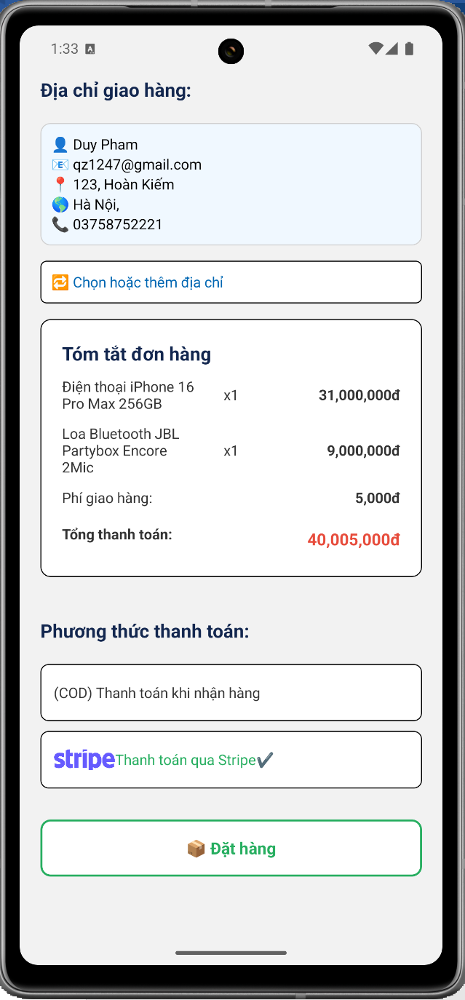 1:33
Địa chỉ giao hàng:
Duy Pham
qz1247@gmail.com
123, Hoàn Kiếm
Hà Nội,
03758752221
Chọn hoặc thêm địa chỉ
Tóm tắt đơn hàng
Điện thoại iPhone 16
Pro Max 256GB
x1
31,000,000đ
Loa Bluetooth JBL
Partybox Encore
2Mic
x1
9,000,000đ
Phí giao hàng:
5,000đ
Tổng thanh toán:
40,005,000đ
Phương thức thanh toán:
(COD) Thanh toán khi nhận hàng
stripe Thanh toán qua Stripe✔
Đặt hàng